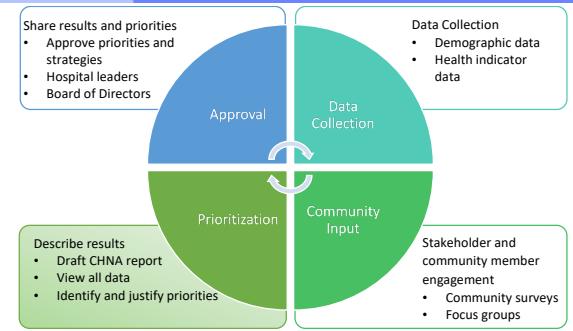 Share results and priorities
• Approve priorities and
strategies
• Hospital leaders
• Board of Directors
Data Collection
• Demographic data
• Health indicator
data
Approval
Data
Collection
Prioritization
Community
Input
Describe results
• Draft CHNA report
• View all data
• Identify and justify priorities
Stakeholder and
community member
engagement
• Community surveys
• Focus groups